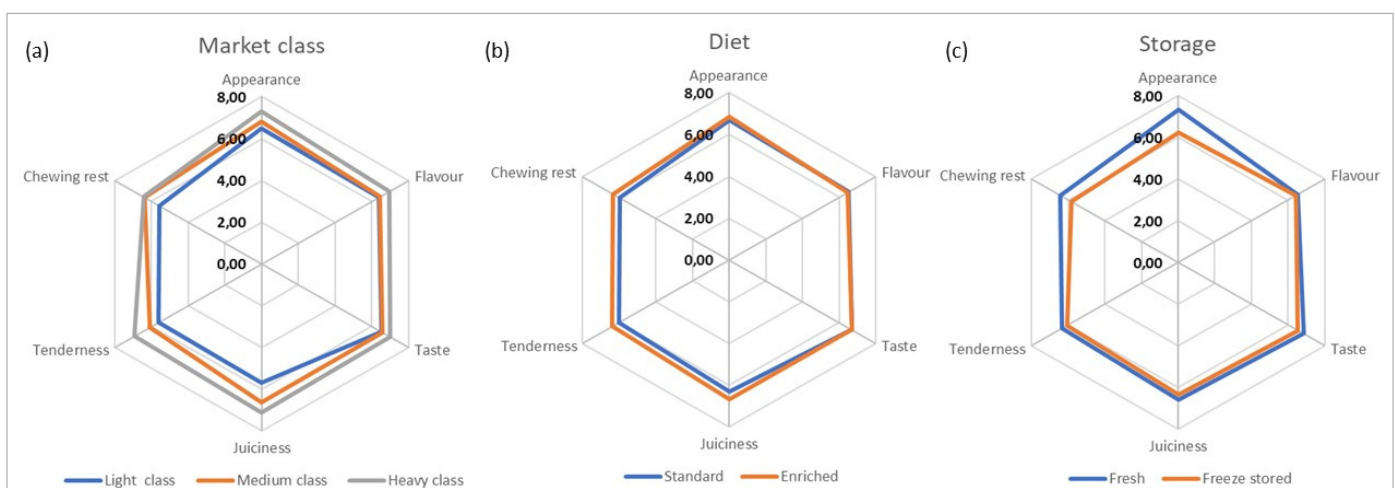 (a)
Market class
Appearance
8,00
6,00
4,00
2,00
0,00
Chewing rest
Flavour
Tenderness
Taste
Juiciness
Light class
Medium class
Heavy class
(b)
Diet
Appearance
8,00
6,00
4,00
2,00
0,00
Chewing rest
Flavour
Tenderness
Taste
Juiciness
Standard
Enriched
(c)
Storage
Appearance
8,00
6,00
4,00
2,00
0,00
Chewing rest
Flavour
Tenderness
Taste
Juiciness
Fresh
Freeze stored